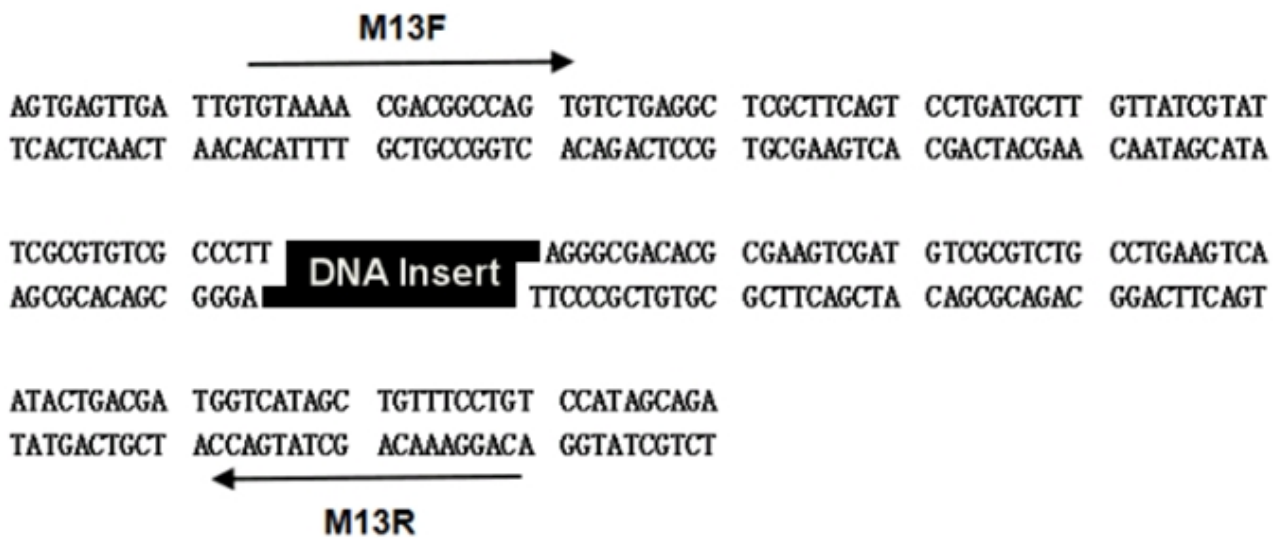 M13F
AGTGAGTTGA TTGTGTAAAA CGACGGCCAG TGTCTGAGGC TCGCTTCAGT CCTGATGCTT GTTATCGTAT
TCACTCAACT AACACATTTT GCTGCCGGTC ACAGACTCCG TGCGAAGTCA CGACTACGAA CAATAGCATA
TCGCGTGTCG CCCTT AGGGCGACACG CGAAGTCGAT GTCGCGTCTG CCTGAAGTCA
DNA Insert
AGCGCACAGC GGGA TTCCCGCTGTGC GCTTCAGCTA CAGCGCAGAC GGACTTCAGT
ATACTGACGA TGGTCATAGC TGTTTCCTGT CCATAGCAGA
TATGACTGCT ACCAGTATCG ACAAAGGACA GGTATCGTCT
M13R